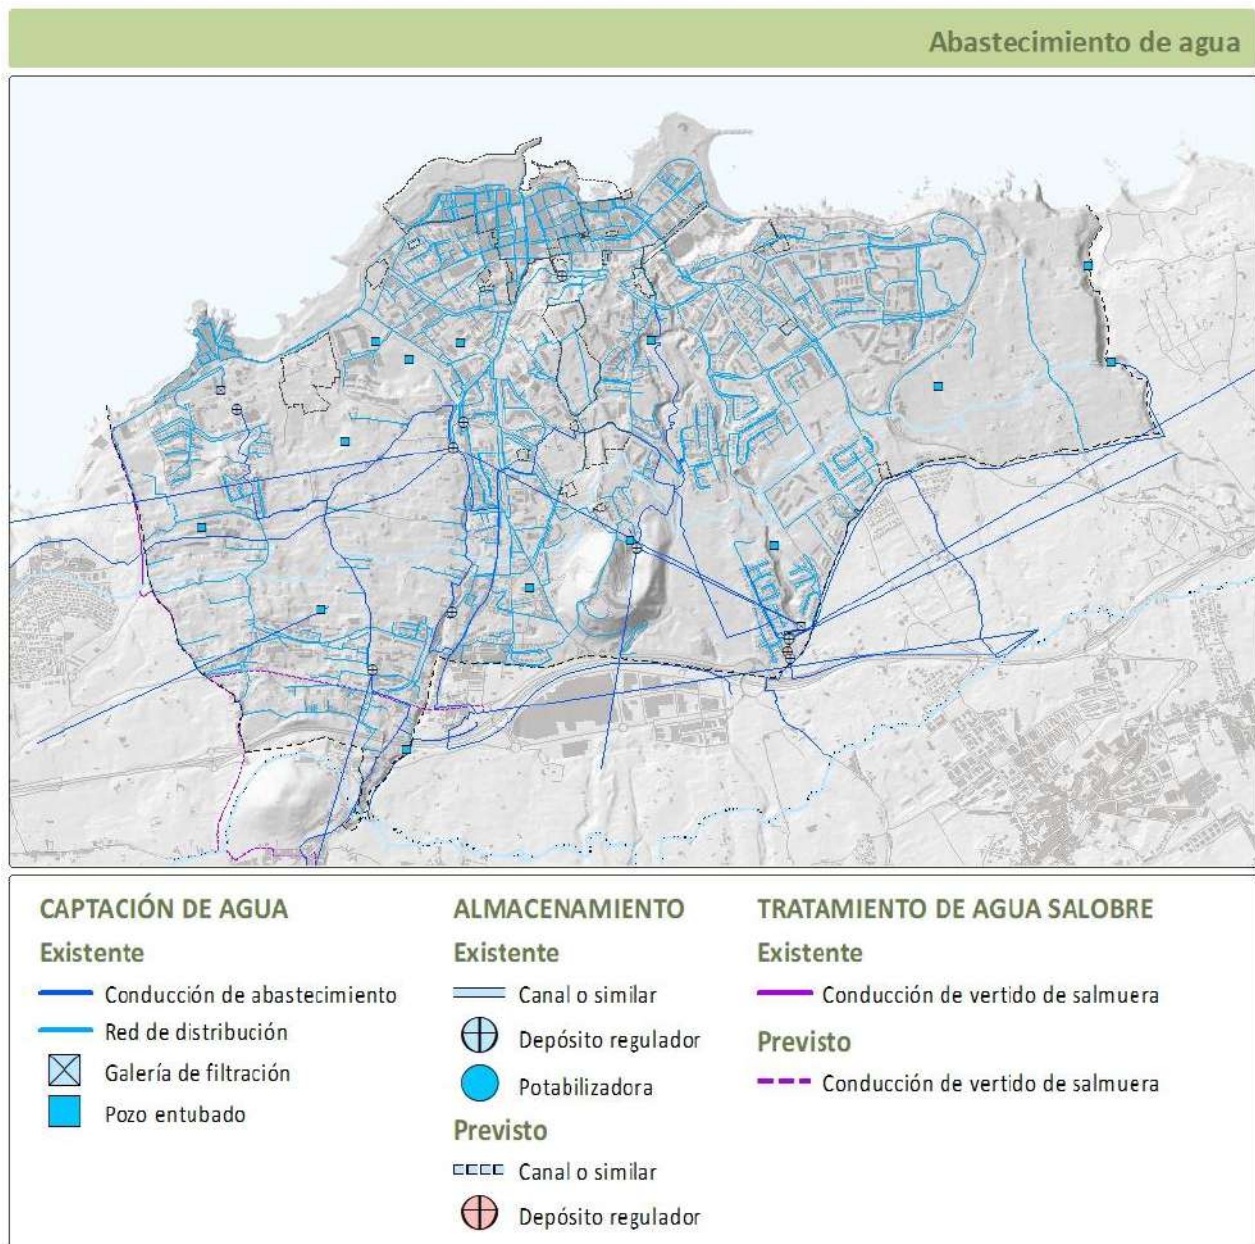 Abastecimiento de agua
CAPTACIÓN DE AGUA
Existente
Conducción de abastecimiento
Red de distribución
Galería de filtración
Pozo entubado
ALMACENAMIENTO
Existente
Canal o similar
Depósito regulador
Potabilizadora
Previsto
Canal o similar
Depósito regulador
TRATAMIENTO DE AGUA SALOBRE
Existente
Conducción de vertido de salmuera
Previsto
Conducción de vertido de salmuera